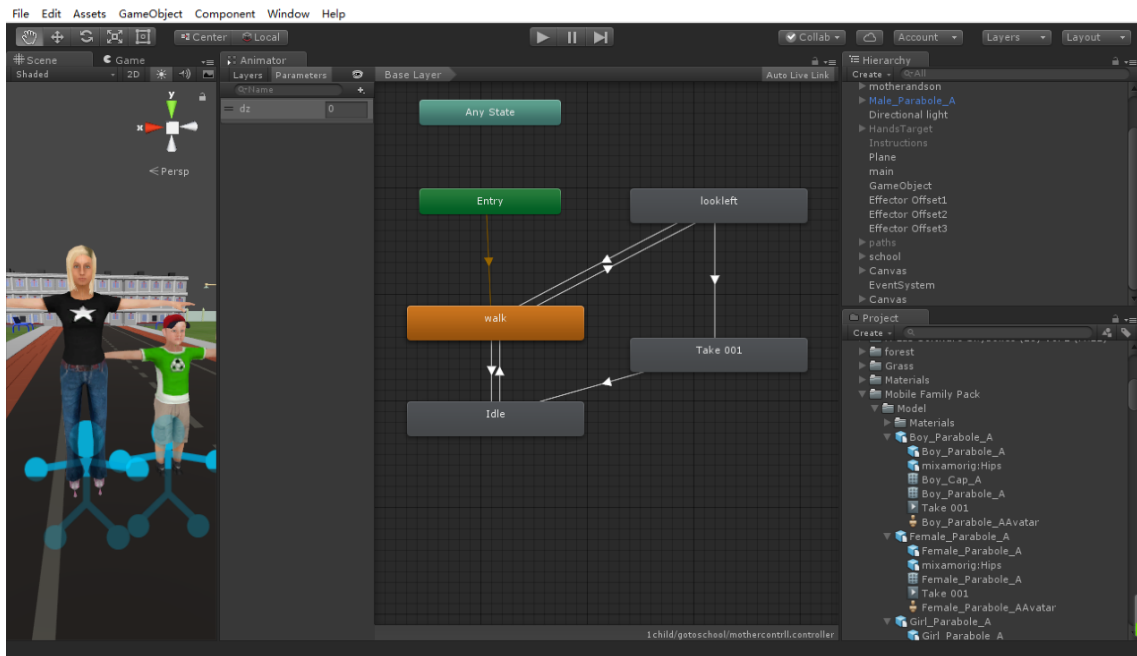 File Edit Assets GameObject Component Window Help
Center Local Collab Account Layers Layout
Scene Game
Shaded 2D
y
x
Persp
Animator
Layers Parameters Base Layer Auto Live Link
Name
dz 0
Any State
Entry
lookleft
walk
Take 001
Idle
1child/gotoschool/mothercontrll.controller
Hierarchy
Create All
motherandson
Male_Parabole_A
Directional light
HandsTarget
Instructions
Plane
main
GameObject
Effector Offset1
Effector Offset2
Effector Offset3
paths
school
Canvas
EventSystem
Canvas
Project
Create
forest
Grass
Materials
Mobile Family Pack
Model
Materials
Boy_Parabole_A
Boy_Parabole_A
mixamorig:Hips
Boy_Cap_A
Boy_Parabole_A
Take 001
Boy_Parabole_AAvatar
Female_Parabole_A
Female_Parabole_A
mixamorig:Hips
Female_Parabole_A
Take 001
Female_Parabole_AAvatar
Girl_Parabole_A
Girl_Parabole_A